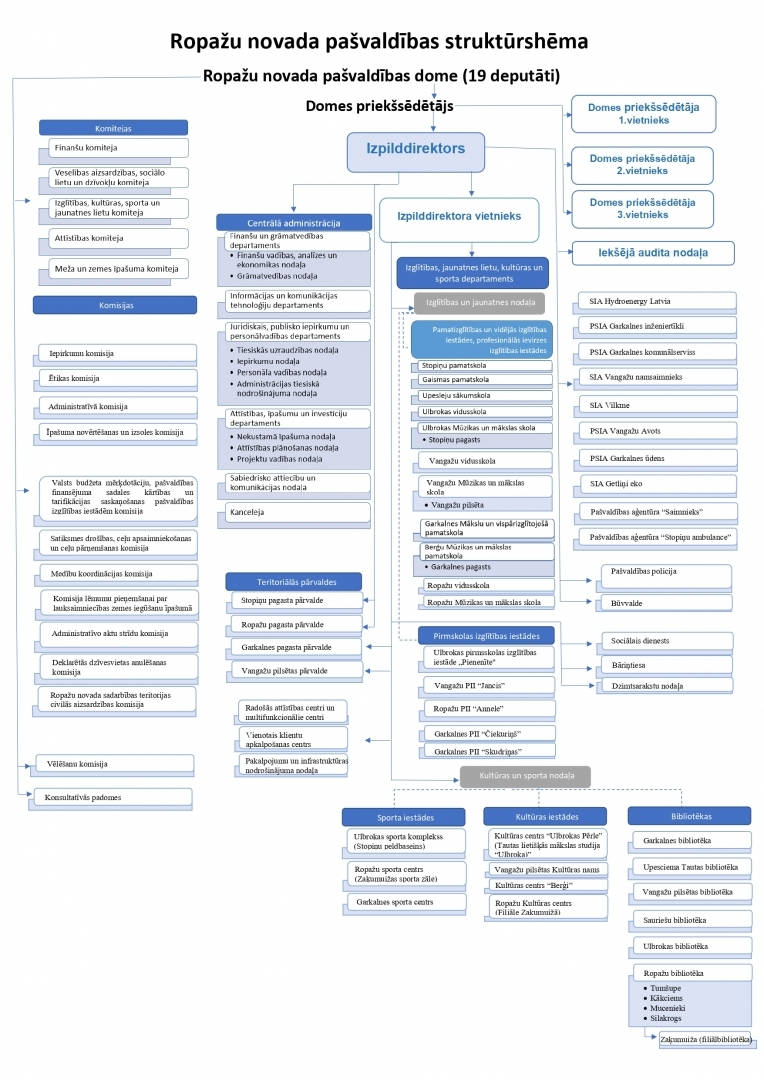 Ropažu novada pašvaldības struktūrshēma
Ropažu novada pašvaldības dome (19 deputāti)
Domes priekšsēdētājs
Izpilddirektors
Domes priekšsēdētāja
1.vietnieks
Domes priekšsēdētāja
2.vietnieks
Domes priekšsēdētāja
3.vietnieks
Iekšējā audita nodaļa
Komitejas
Finanšu komiteja
Veselības aizsardzības, sociālo
lietu un dzīvokļu komiteja
Izglītības, kultūras, sporta un
jaunatnes lietu komiteja
Attīstības komiteja
Meža un zemes īpašuma komiteja
Komisijas
Iepirkumu komisija
Ētikas komisija
Administratīvā komisija
Īpašuma novērtēšanas un izsoles komisija
Valsts budžeta mērķdotāciju, pašvaldības
finansējuma sadales kārtības un
tarifikācijas saskaņošanas pašvaldības
izglītības iestādēm komisija
Satiksmes drošības, ceļu apsaimniekošanas
un ceļu pārņemšanas komisija
Medību koordinācijas komisija
Komisija lēmumu pieņemšanai par
lauksaimniecības zemes iegūšanu īpašumā
Administratīvo aktu strīdu komisija
Deklarētās dzīvesvietas anulēšanas
komisija
Ropažu novada sadarbības teritorijas
civilās aizsardzības komisija
Vēlēšanu komisija
Konsultatīvās padomes
Centrālā administrācija
Finanšu un grāmatvedības
departaments
• Finanšu vadības, analīzes un
ekonomikas nodaļa
• Grāmatvedības nodaļa
Informācijas un komunikācijas
tehnoloģiju departaments
Juridiskais, publisko iepirkumu un
personālvadības departaments
• Tiesiskās uzraudzības nodaļa
• Iepirkumu nodaļa
• Personāla vadības nodaļa
• Administrācijas tiesiskā
nodrošinājuma nodaļa
Attīstības, īpašumu un investīciju
departaments
• Nekustamā īpašuma nodaļa
• Attīstības plānošanas nodaļa
• Projektu vadības nodaļa
Sabiedrisko attiecību un
komunikācijas nodaļa
Kanceleja
Teritoriālās pārvaldes
Stopiņu pagasta pārvalde
Ropažu pagasta pārvalde
Garkalnes pagasta pārvalde
Vangažu pilsētas pārvalde
Radošās attīstības centri un
multifunkcionālie centri
Vienotais klientu
apkalpošanas centrs
Pakalpojumu un infrastruktūras
nodrošinājuma nodaļa
Izpilddirektora vietnieks
Izglītības, jaunatnes lietu, kultūras un
sporta departaments
Izglītības un jaunatnes nodaļa
Pamatizglītības un vidējās izglītības
iestādes, profesionālās ievirzes
izglītības iestādes
Stopiņu pamatskola
Gaismas pamatskola
Upesleju sākumskola
Ulbrokas vidusskola
Ulbrokas Mūzikas un mākslas skola
• Stopiņu pagasts
Vangažu vidusskola
Vangažu Mūzikas un mākslas
skola
• Vangažu pilsēta
Garkalnes Mākslu un vispārizglītojošā
pamatskola
Berģu Mūzikas un mākslas
pamatskola
• Garkalnes pagasts
Ropažu vidusskola
Ropažu Mūzikas un mākslas skola
Pirmskolas izglītības iestādes
Ulbrokas pirmsskolas izglītības
iestāde „Pienenīte"
Vangažu PII “Jancis”
Ropažu PII “Annele”
Garkalnes PII “Čiekuriņš”
Garkalnes PII “Skudriņas”
SIA Hydroenergy Latvia
PSIA Garkalnes inženiertīkli
PSIA Garkalnes komunālserviss
SIA Vangažu namsaimnieks
SIA Vilkme
PSIA Vangažu Avots
PSIA Garkalnes ūdens
SIA Getliņi eko
Pašvaldības aģentūra “Saimnieks”
Pašvaldības aģentūra “Stopiņu ambulance”
Pašvaldības policija
Būvvalde
Sociālais dienests
Bāriņtiesa
Dzimtsarakstu nodaļa
Kultūras un sporta nodaļa
Sporta iestādes
Ulbrokas sporta komplekss
(Stopiņu peldbaseins)
Ropažu sporta centrs
(Zaķumuižas sporta zāle)
Garkalnes sporta centrs
Kultūras iestādes
Kultūras centrs “Ulbrokas Pērle”
(Tautas lietišķās mākslas studija
“Ulbroka)”
Vangažu pilsētas Kultūras nams
Kultūras centrs “Berģi”
Ropažu Kultūras centrs
(Filiāle Zaķumuižā)
Bibliotēkas
Garkalnes bibliotēka
Upesciema Tautas bibliotēka
Vangažu pilsētas bibliotēka
Sauriešu bibliotēka
Ulbrokas bibliotēka
Ropažu bibliotēka
• Tumšupe
• Kākciems
• Mucenieki
• Silakrogs
Zaķumuiža (filiālbibliotēka)